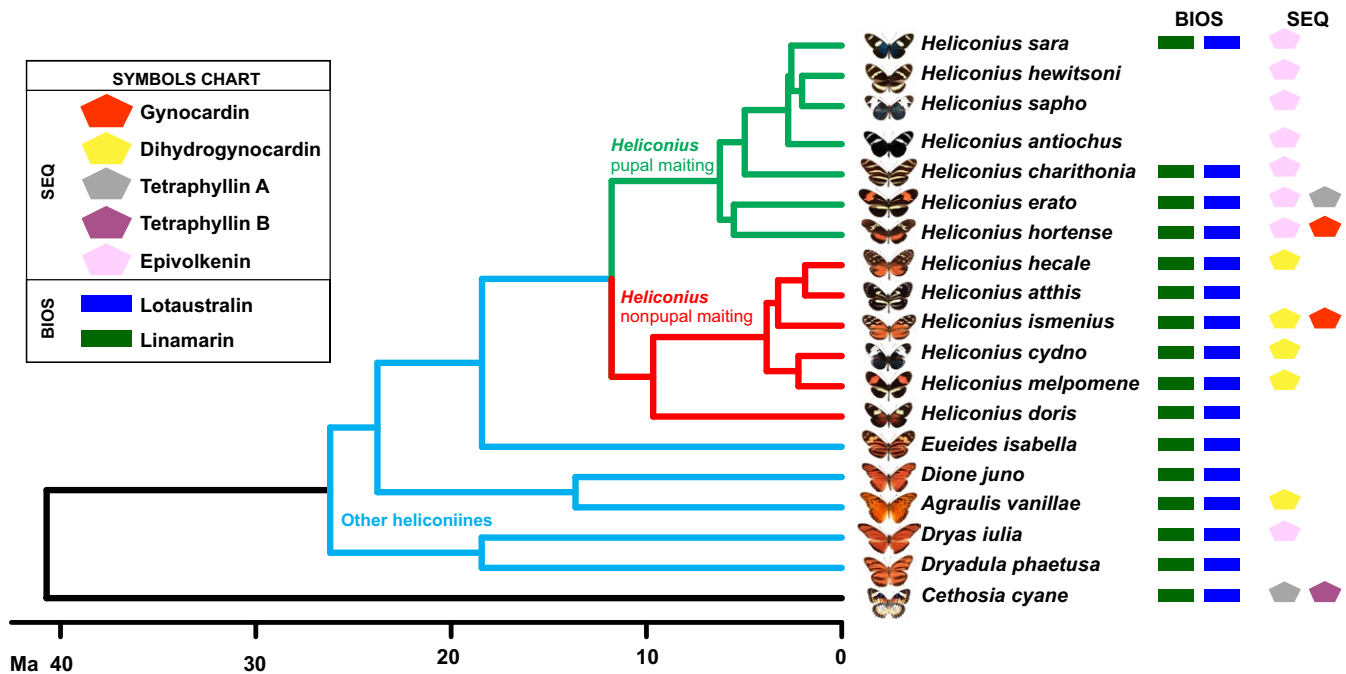 BIOS SEQ
SYMBOLS CHART
SEQ
Gynocardin
Dihydrogynocardin
Tetraphyllin A
Tetraphyllin B
Epivolkenin
BIOS
Lotaustralin
Linamarin
Heliconius
pupal maiting
Heliconius
nonpupal maiting
Other heliconiines
Heliconius sara
Heliconius hewitsoni
Heliconius sapho
Heliconius antiochus
Heliconius charithonia
Heliconius erato
Heliconius hortense
Heliconius hecale
Heliconius atthis
Heliconius ismenius
Heliconius cydno
Heliconius melpomene
Heliconius doris
Eueides isabella
Dione juno
Agraulis vanillae
Dryas iulia
Dryadula phaetusa
Cethosia cyane
Ma 40 30 20 10 0